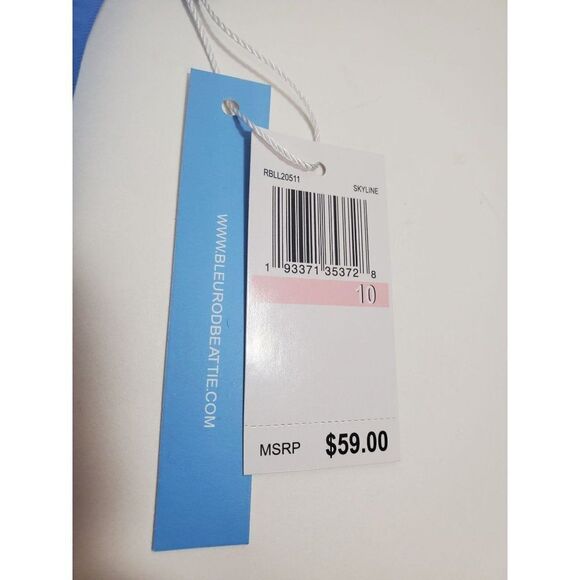 WWW.BLEURODBEATTIE.COM
RBLL20511 SKYLINE
1 93371 35372 8
10
MSRP $59.00